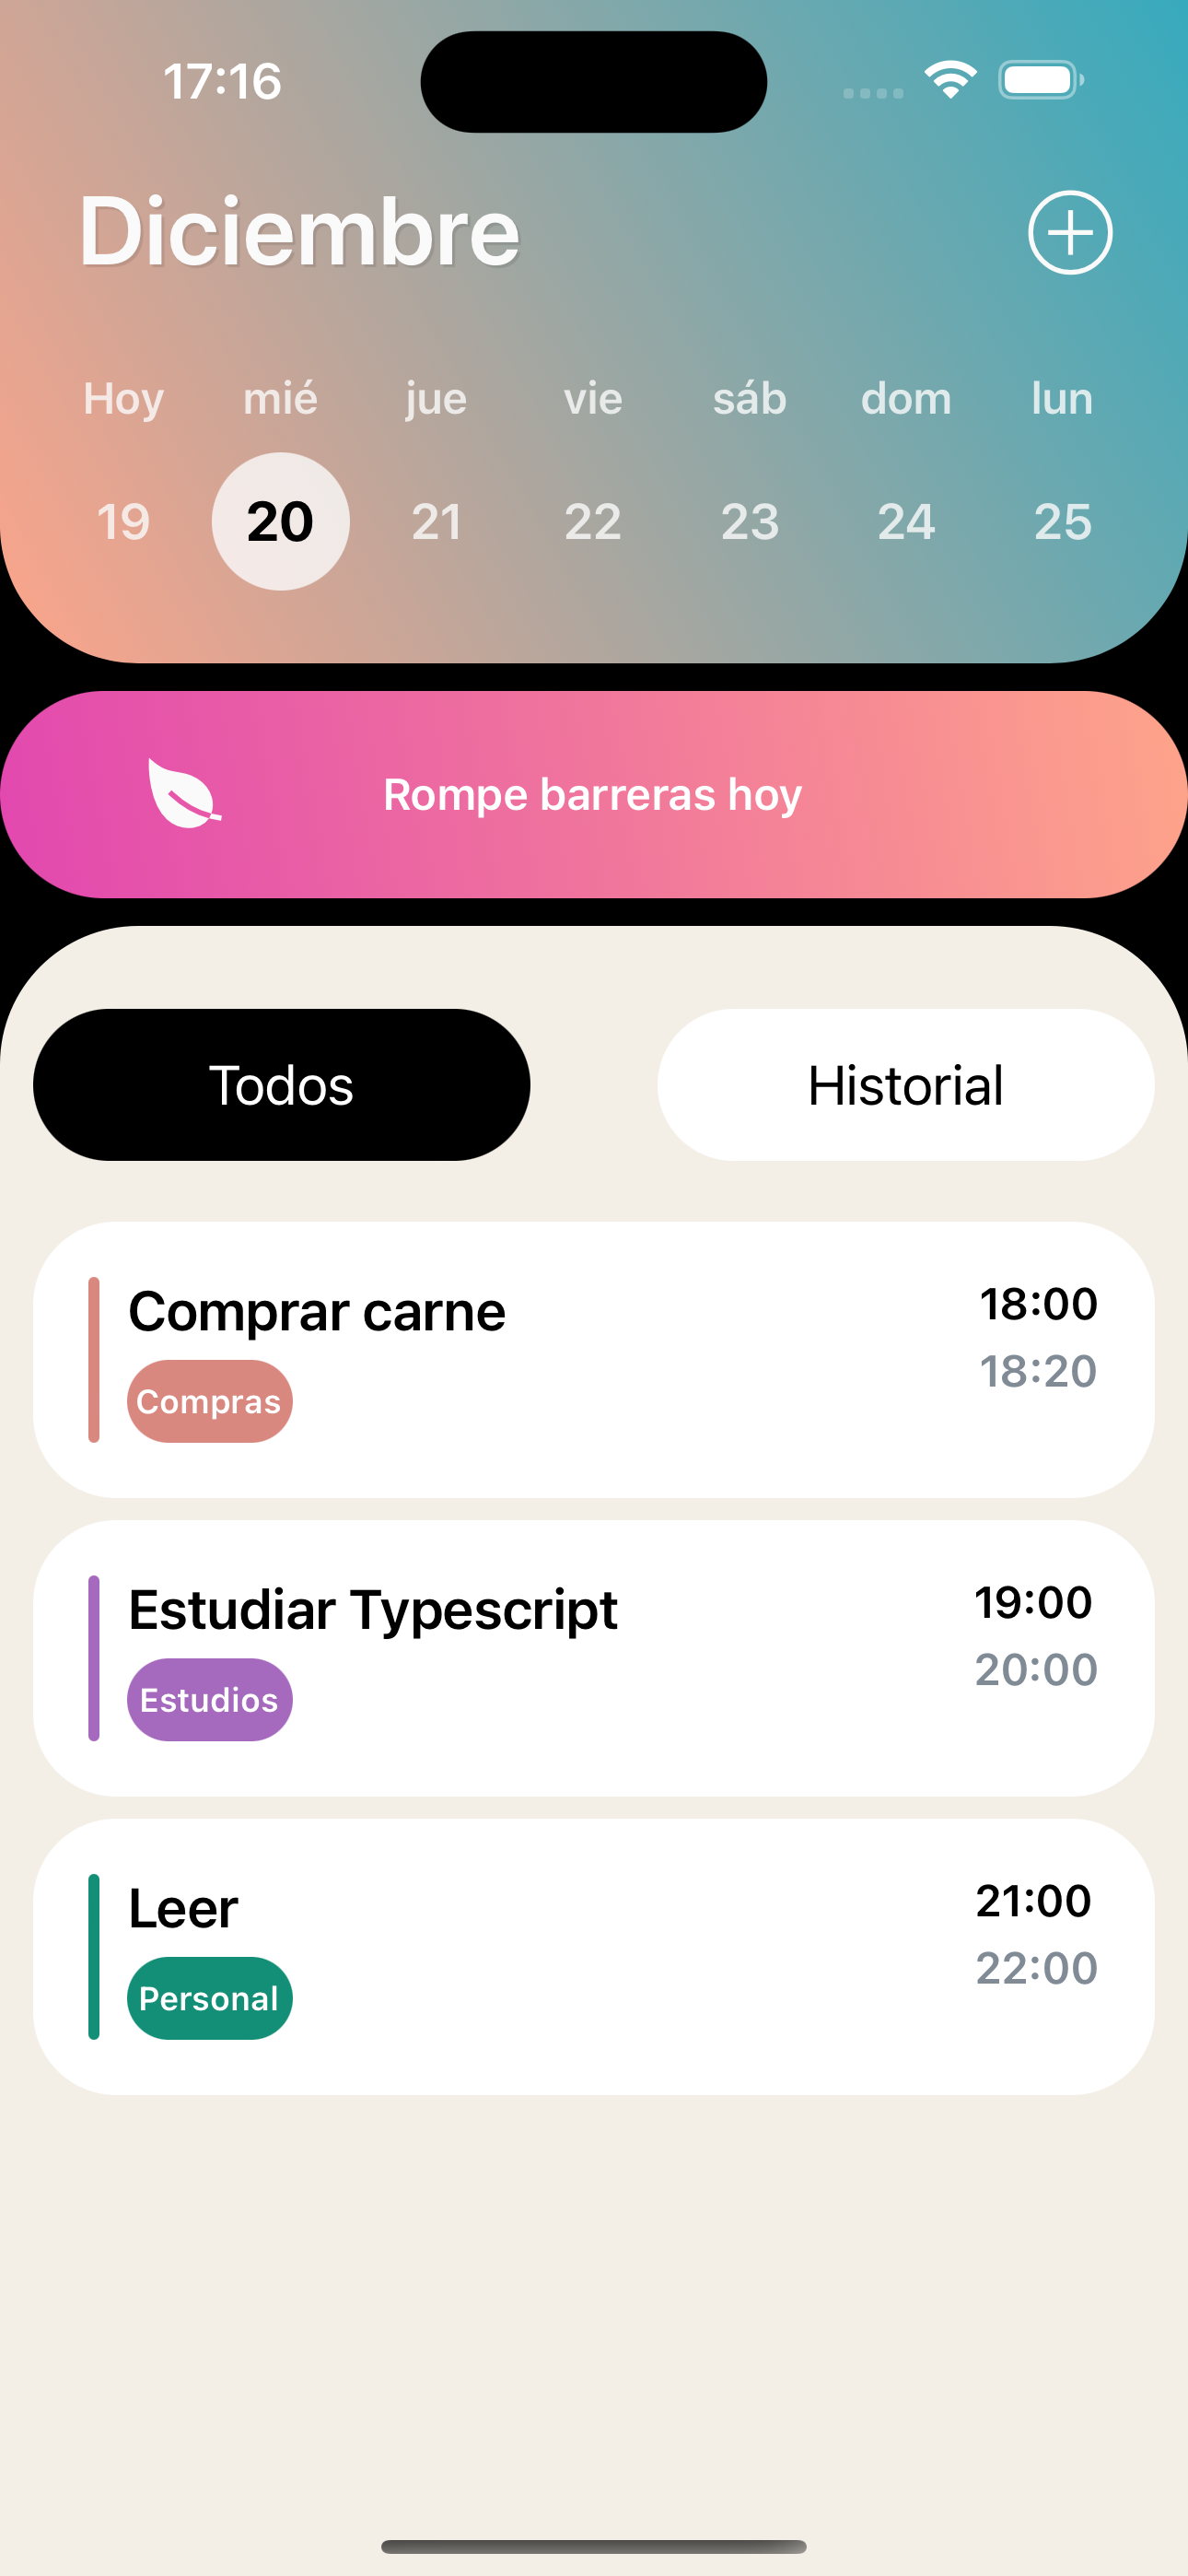 17:16
Diciembre
Hoy mié jue vie sáb dom lun
19 20 21 22 23 24 25
Rompe barreras hoy
Todos Historial
Comprar carne 18:00
18:20
Compras
Estudiar Typescript 19:00
20:00
Estudios
Leer 21:00
22:00
Personal